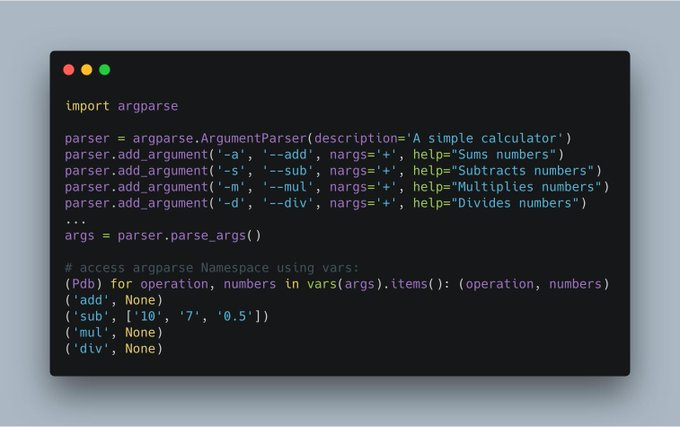 import argparse
parser = argparse.ArgumentParser(description='A simple calculator')
parser.add_argument('-a', '--add', nargs='+', help="Sums numbers")
parser.add_argument('-s', '--sub', nargs='+', help="Subtracts numbers")
parser.add_argument('-m', '--mul', nargs='+', help="Multiplies numbers")
parser.add_argument('-d', '--div', nargs='+', help="Divides numbers")
...
args = parser.parse_args()
# access argparse Namespace using vars:
(Pdb) for operation, numbers in vars(args).items(): (operation, numbers)
('add', None)
('sub', ['10', '7', '0.5'])
('mul', None)
('div', None)